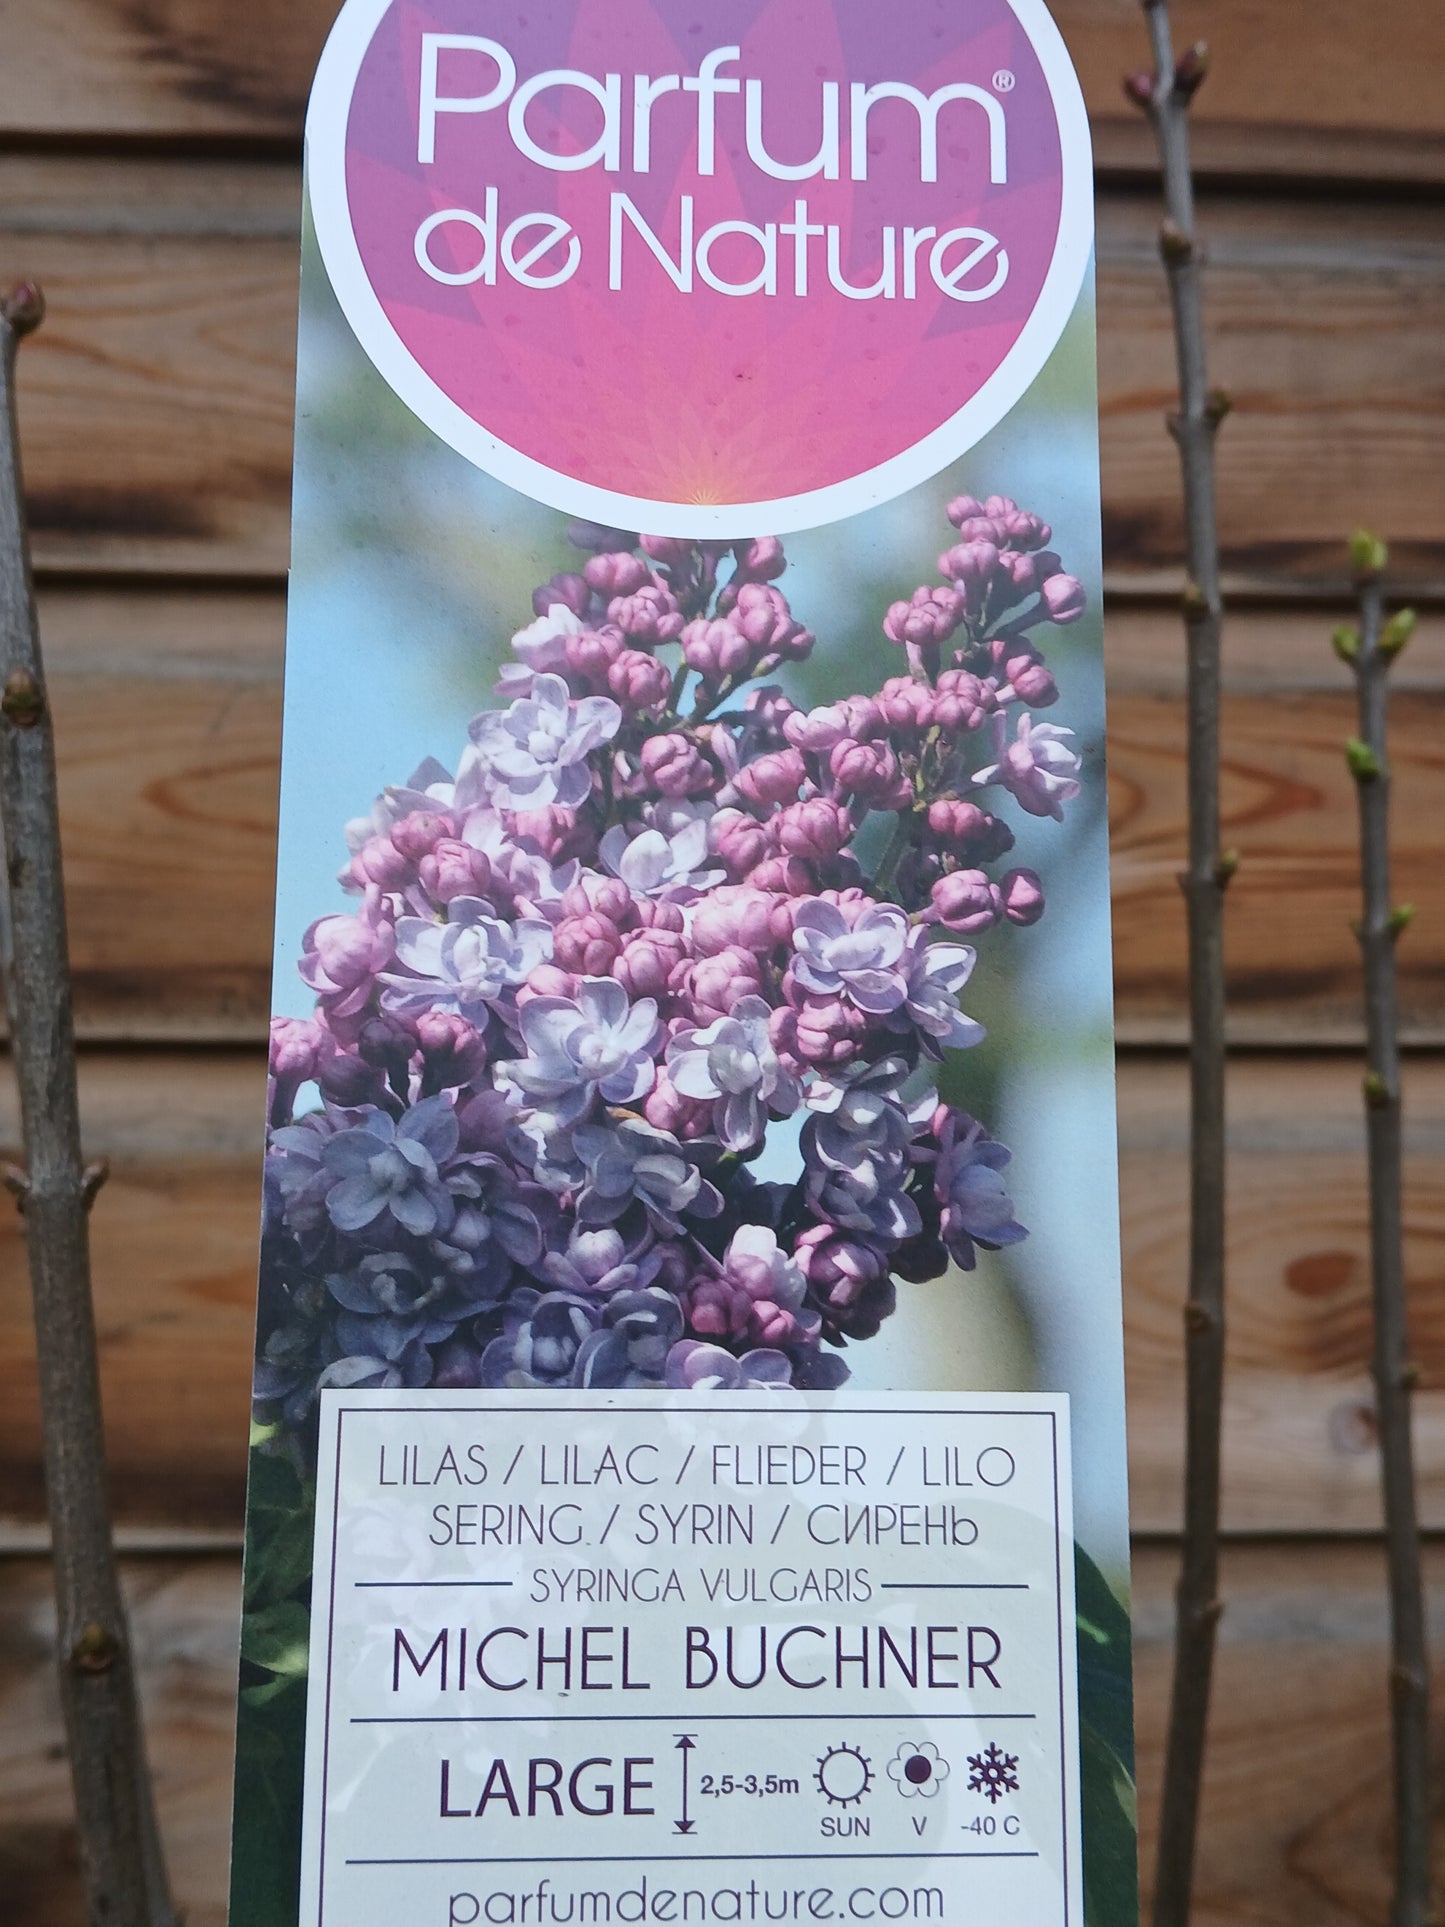 Parfum®
de Nature
LILAS / LILAC / FLIEDER / LILO
SERING / SYRIN / СИРЕНЬ
SYRINGA VULGARIS
MICHEL BUCHNER
LARGE 2,5-3,5m
SUN V -40 C
parfumdenature.com